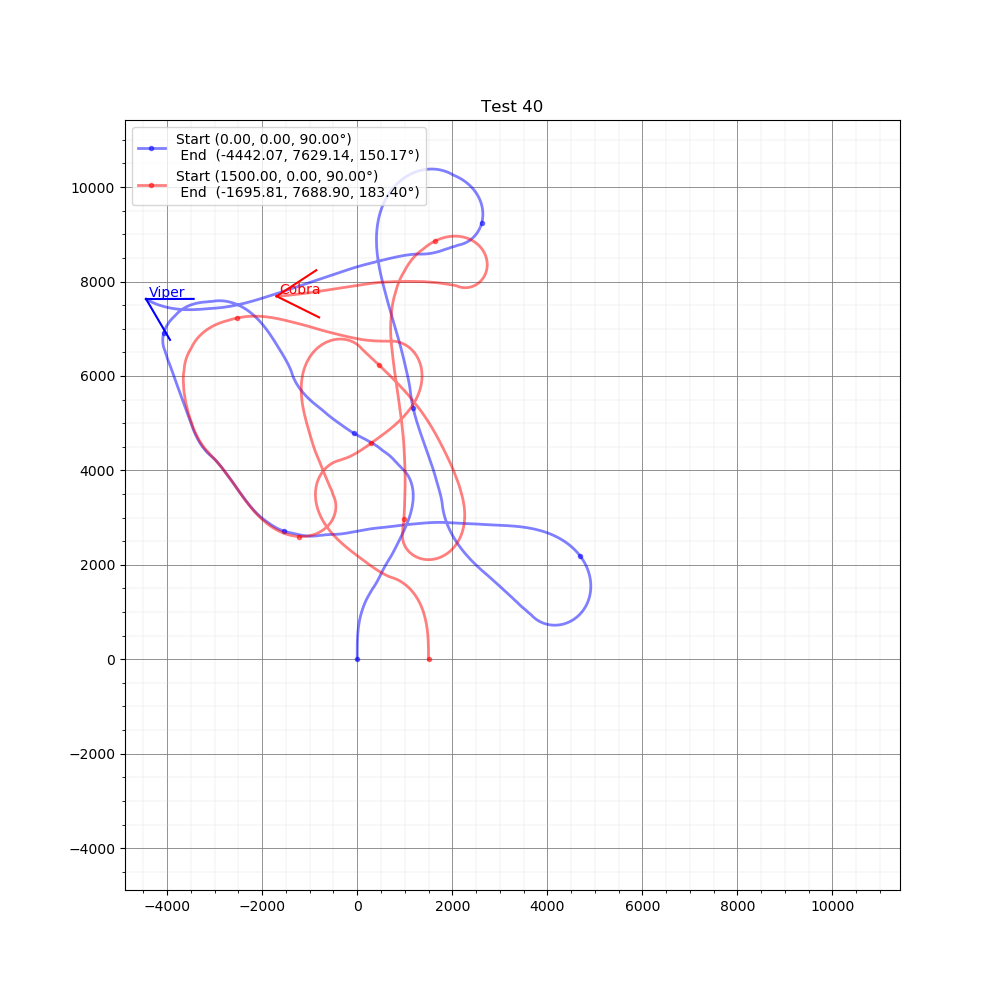 Test 40
Start (0.00, 0.00, 90.00°)
End  (-4442.07, 7629.14, 150.17°)
Start (1500.00, 0.00, 90.00°)
End  (-1695.81, 7688.90, 183.40°)
10000
8000
6000
4000
2000
0
−2000
−4000
Viper
Cobra
−4000 −2000 0 2000 4000 6000 8000 10000